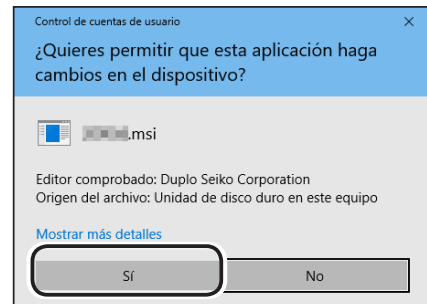 Control de cuentas de usuario
¿Quieres permitir que esta aplicación haga
cambios en el dispositivo?
.msi
Editor comprobado: Duplo Seiko Corporation
Origen del archivo: Unidad de disco duro en este equipo
Mostrar más detalles
Sí
No